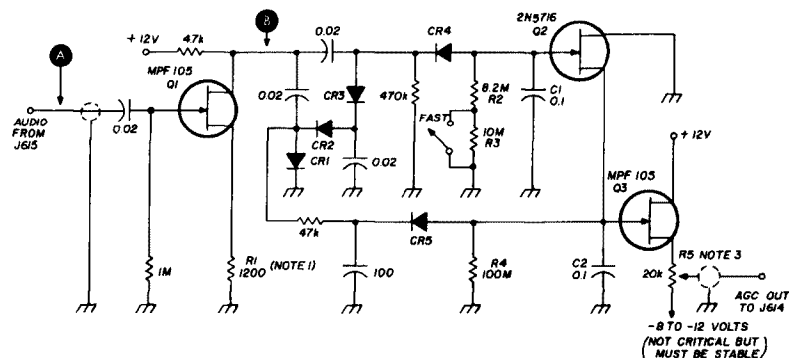 A
B
+12V
4.7k
MPF 105
Q1
AUDIO
FROM
J615
0.02
1M
R1
1200
(NOTE 1)
0.02
0.02
CR3
CR2
CR1
0.02
470k
CR4
8.2M
R2
FAST
10M
R3
C1
0.1
2N5716
Q2
+12V
MPF 105
Q3
47k
100
CR5
R4
100M
C2
0.1
R5 NOTE 3
20k
AGC OUT
TO J614
-8 TO -12 VOLTS
(NOT CRITICAL BUT
MUST BE STABLE)